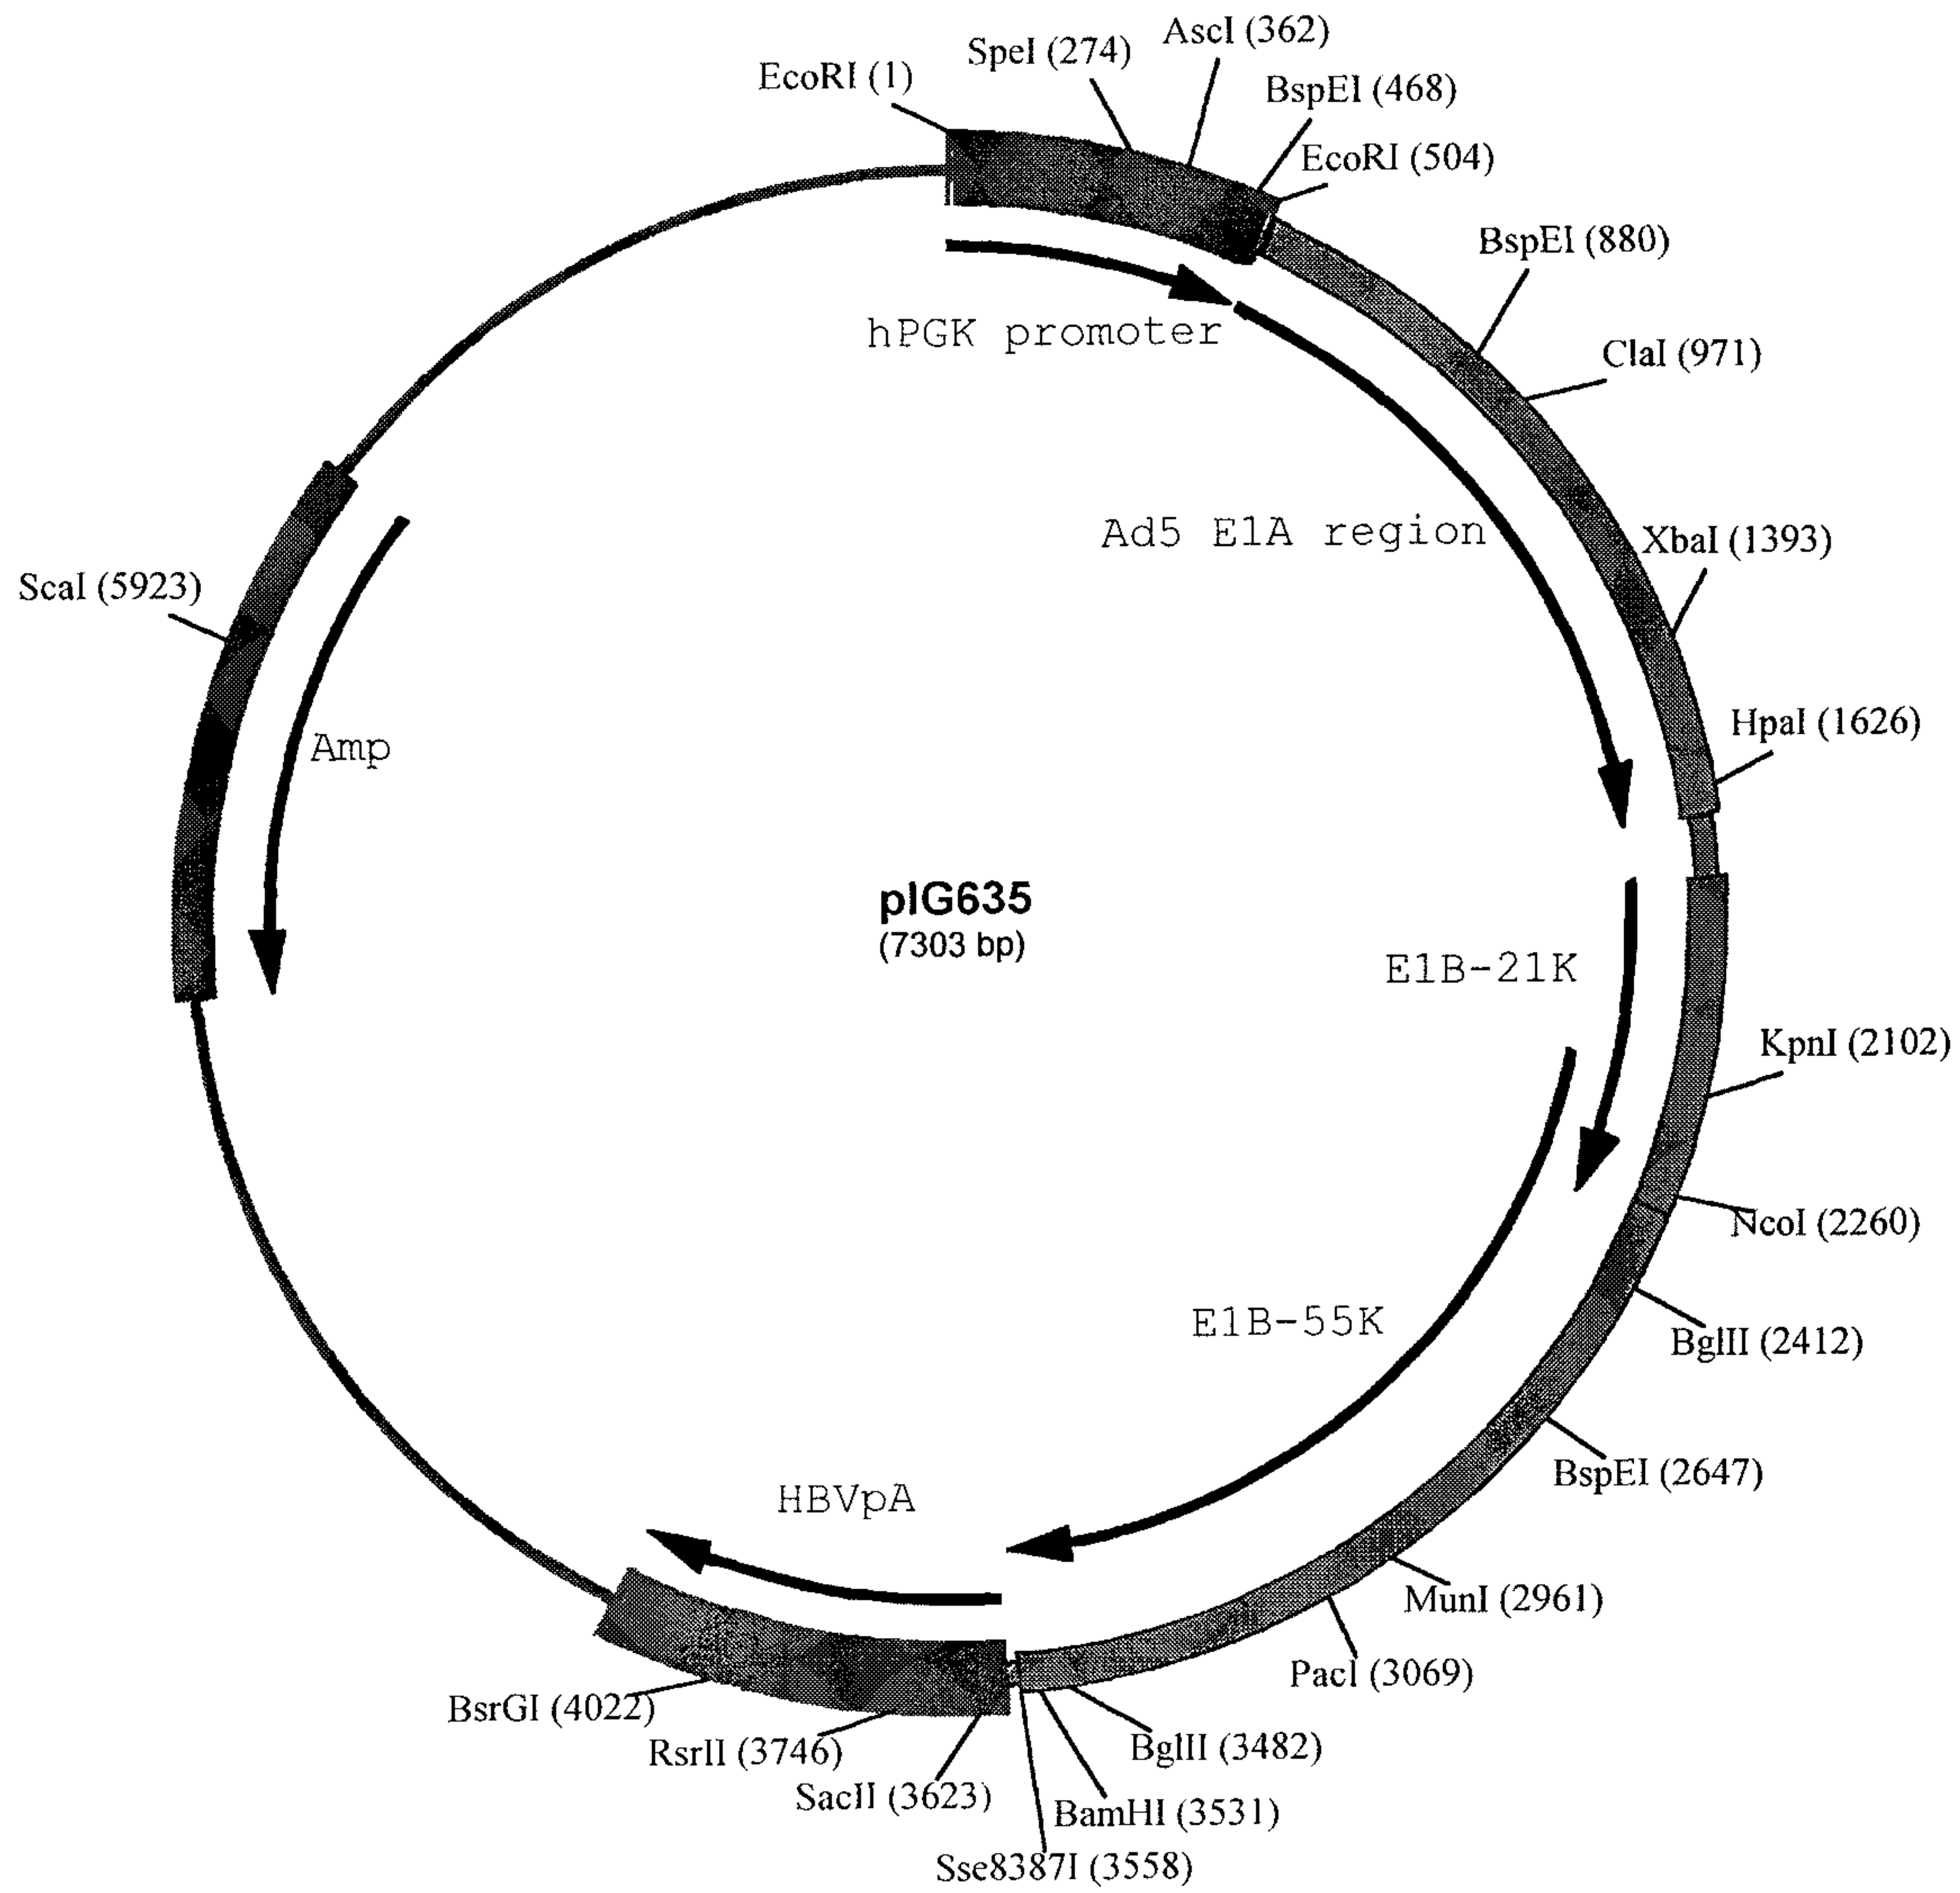 EcoRI (1)
SpeI (274)
AscI (362)
BspEI (468)
EcoRI (504)
BspEI (880)
ClaI (971)
XbaI (1393)
HpaI (1626)
KpnI (2102)
NcoI (2260)
BglII (2412)
BspEI (2647)
MunI (2961)
PacI (3069)
BglII (3482)
BamHI (3531)
Sse8387I (3558)
SacII (3623)
RsrII (3746)
BsrGI (4022)
ScaI (5923)
hPGK promoter
Ad5 E1A region
E1B-21K
E1B-55K
HBVpA
Amp
pIG635
(7303 bp)